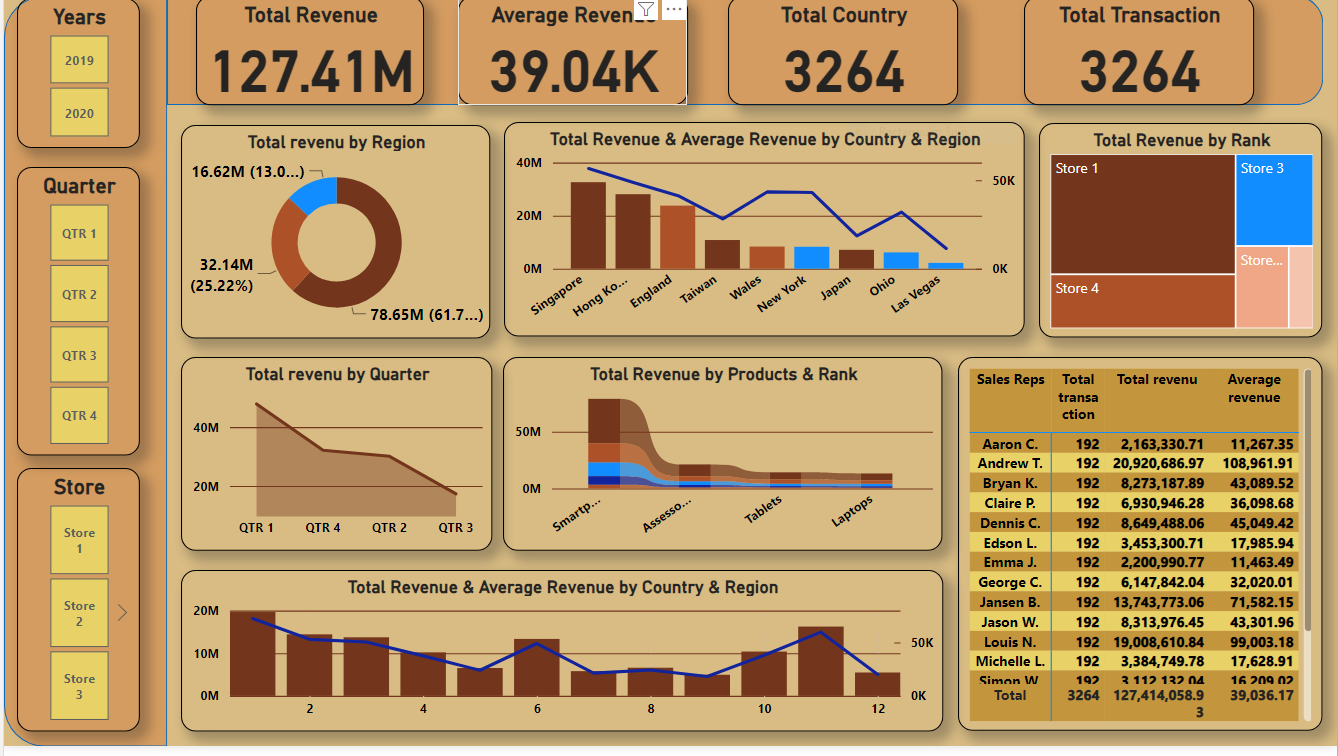 Years
2019
2020
Quarter
QTR 1
QTR 2
QTR 3
QTR 4
Store
Store
1
Store
2
Store
3
Total Revenue
127.41M
Average Reven
39.04K
Total Country
3264
Total Transaction
3264
Total revenu by Region
16.62M (13.0...)
32.14M
(25.22%)
78.65M (61.7...)
Total Revenue & Average Revenue by Country & Region
40M
20M
0M
50K
0K
Singapore
Hong Ko...
England
Taiwan
Wales
New York
Japan
Ohio
Las Vegas
Total Revenue by Rank
Store 1
Store 4
Store 3
Store...
Total revenu by Quarter
40M
20M
QTR 1 QTR 4 QTR 2 QTR 3
Total Revenue by Products & Rank
50M
0M
Smartp...
Assesso...
Tablets
Laptops
Total Revenue & Average Revenue by Country & Region
20M
10M
0M
50K
0K
2 4 6 8 10 12
Sales Reps Total transa ction Total revenu Average revenue
Aaron C. 192 2,163,330.71 11,267.35
Andrew T. 192 20,920,686.97 108,961.91
Bryan K. 192 8,273,187.89 43,089.52
Claire P. 192 6,930,946.28 36,098.68
Dennis C. 192 8,649,488.06 45,049.42
Edson L. 192 3,453,300.71 17,985.94
Emma J. 192 2,200,990.77 11,463.49
George C. 192 6,147,842.04 32,020.01
Jansen B. 192 13,743,773.06 71,582.15
Jason W. 192 8,313,976.45 43,301.96
Louis N. 192 19,008,610.84 99,003.18
Michelle L. 192 3,384,749.78 17,628.91
Simon W. 192 3,112,132.04 16,209.02
Total 3264 127,414,058.9 39,036.17
3